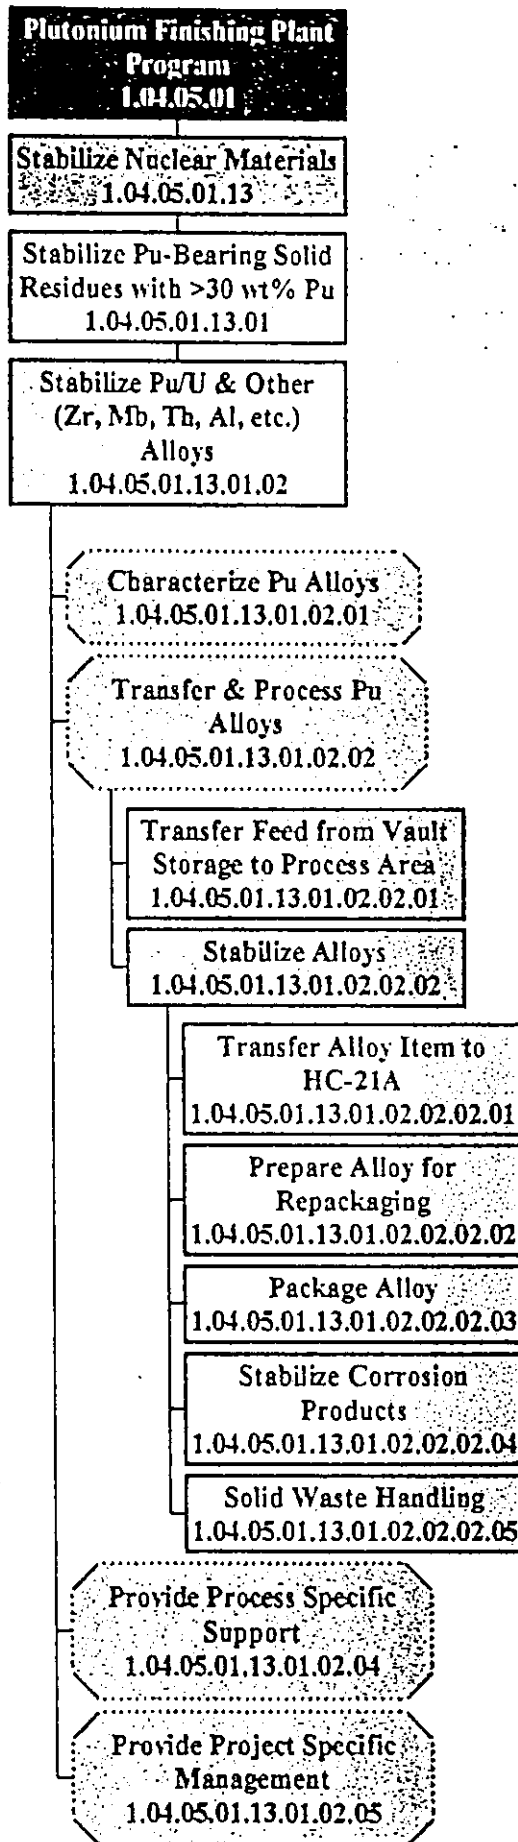 Plutonium Finishing Plant
Program
1.04.05.01
Stabilize Nuclear Materials
1.04.05.01.13
Stabilize Pu-Bearing Solid
Residues with >30 wt% Pu
1.04.05.01.13.01
Stabilize Pu/U & Other
(Zr, Mb, Th, Al, etc.)
Alloys
1.04.05.01.13.01.02
Characterize Pu Alloys
1.04.05.01.13.01.02.01
Transfer & Process Pu
Alloys
1.04.05.01.13.01.02.02
Transfer Feed from Vault
Storage to Process Area
1.04.05.01.13.01.02.02.01
Stabilize Alloys
1.04.05.01.13.01.02.02.02
Transfer Alloy Item to
HC-21A
1.04.05.01.13.01.02.02.02.01
Prepare Alloy for
Repackaging
1.04.05.01.13.01.02.02.02.02
Package Alloy
1.04.05.01.13.01.02.02.02.03
Stabilize Corrosion
Products
1.04.05.01.13.01.02.02.02.04
Solid Waste Handling
1.04.05.01.13.01.02.02.02.05
Provide Process Specific
Support
1.04.05.01.13.01.02.04
Provide Project Specific
Management
1.04.05.01.13.01.02.05